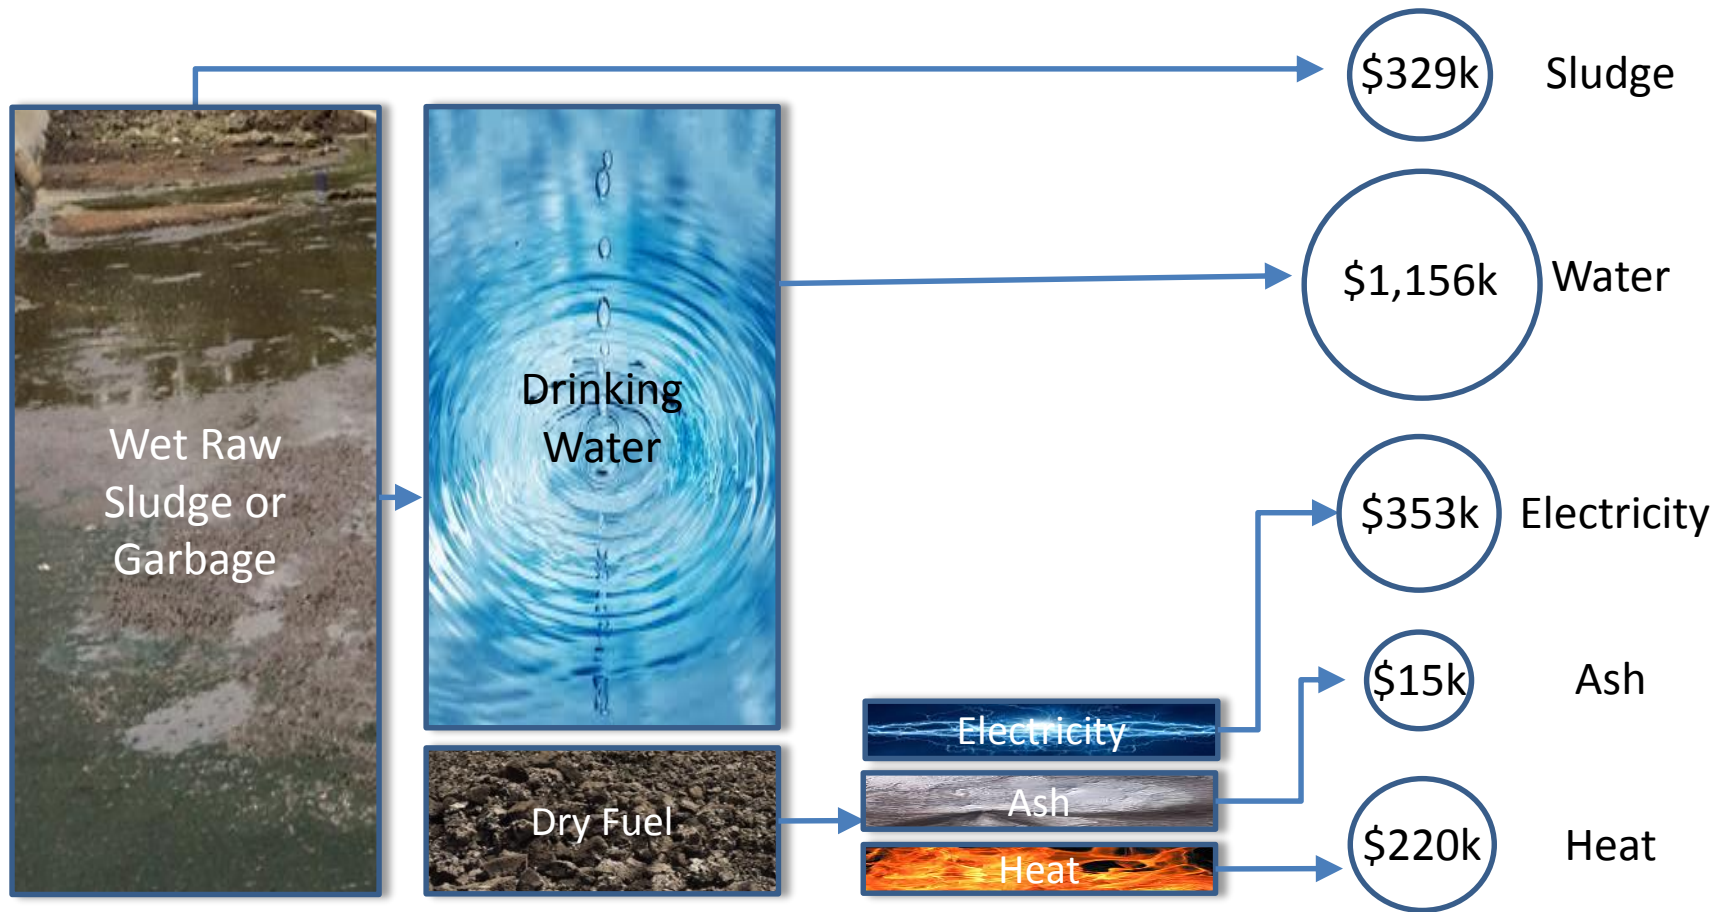 $329k Sludge
$1,156k Water
Wet Raw
Sludge or
Garbage
Drinking
Water
$353k Electricity
$15k Ash
Electricity
Ash
Dry Fuel
Heat
$220k Heat